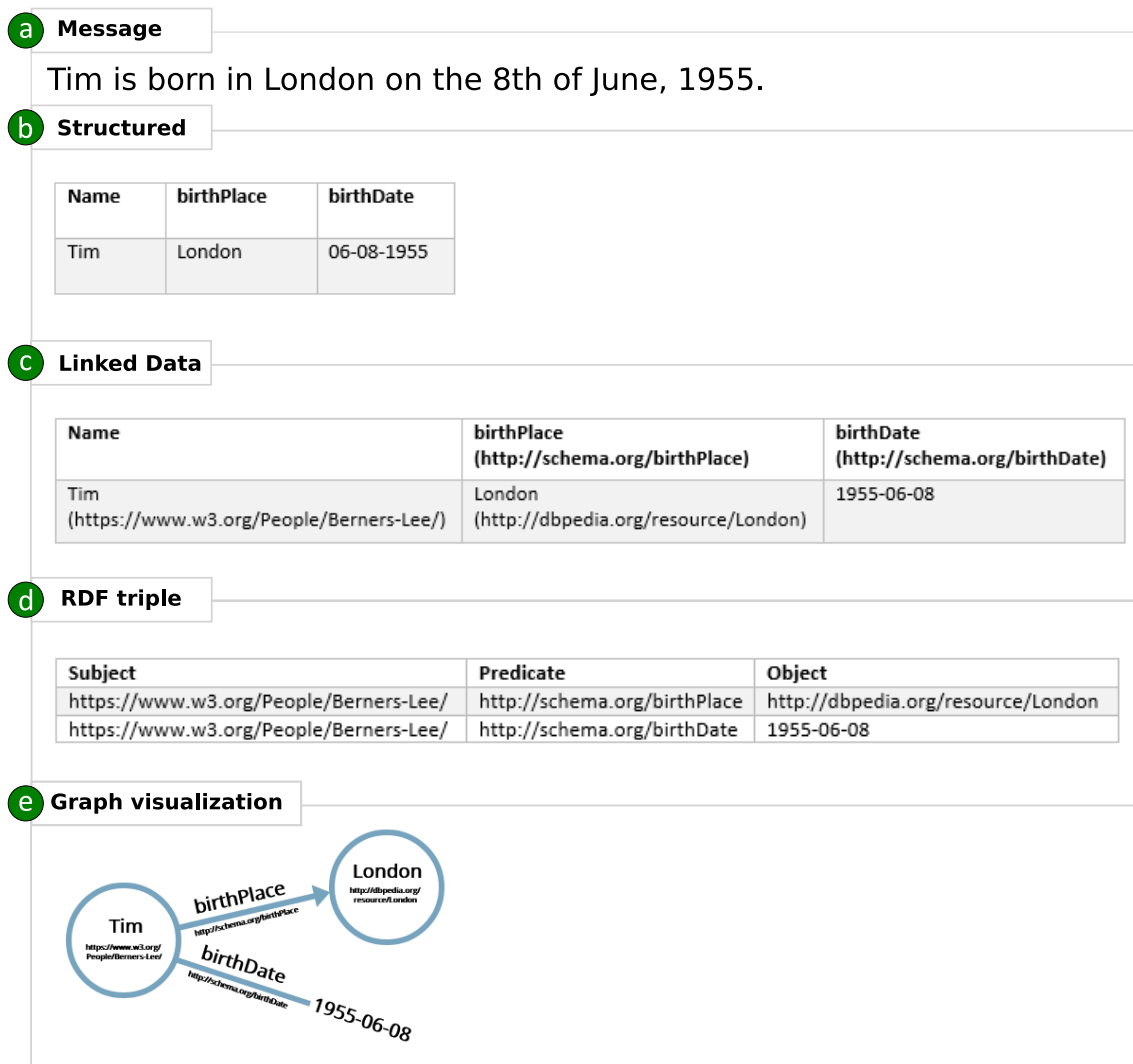 a Message
Tim is born in London on the 8th of June, 1955.
b Structured
Name birthPlace birthDate
Tim London 06-08-1955
c Linked Data
Name birthPlace birthDate
(http://schema.org/birthPlace) (http://schema.org/birthDate)
Tim London 1955-06-08
(https://www.w3.org/People/Berners-Lee/) (http://dbpedia.org/resource/London)
d RDF triple
Subject Predicate Object
https://www.w3.org/People/Berners-Lee/ http://schema.org/birthPlace http://dbpedia.org/resource/London
https://www.w3.org/People/Berners-Lee/ http://schema.org/birthDate 1955-06-08
e Graph visualization
London
http://dbpedia.org/
resource/London
birthPlace
http://schema.org/birthPlace
Tim
https://www.w3.org/
People/Berners-Lee/
birthDate
http://schema.org/birthDate
1955-06-08